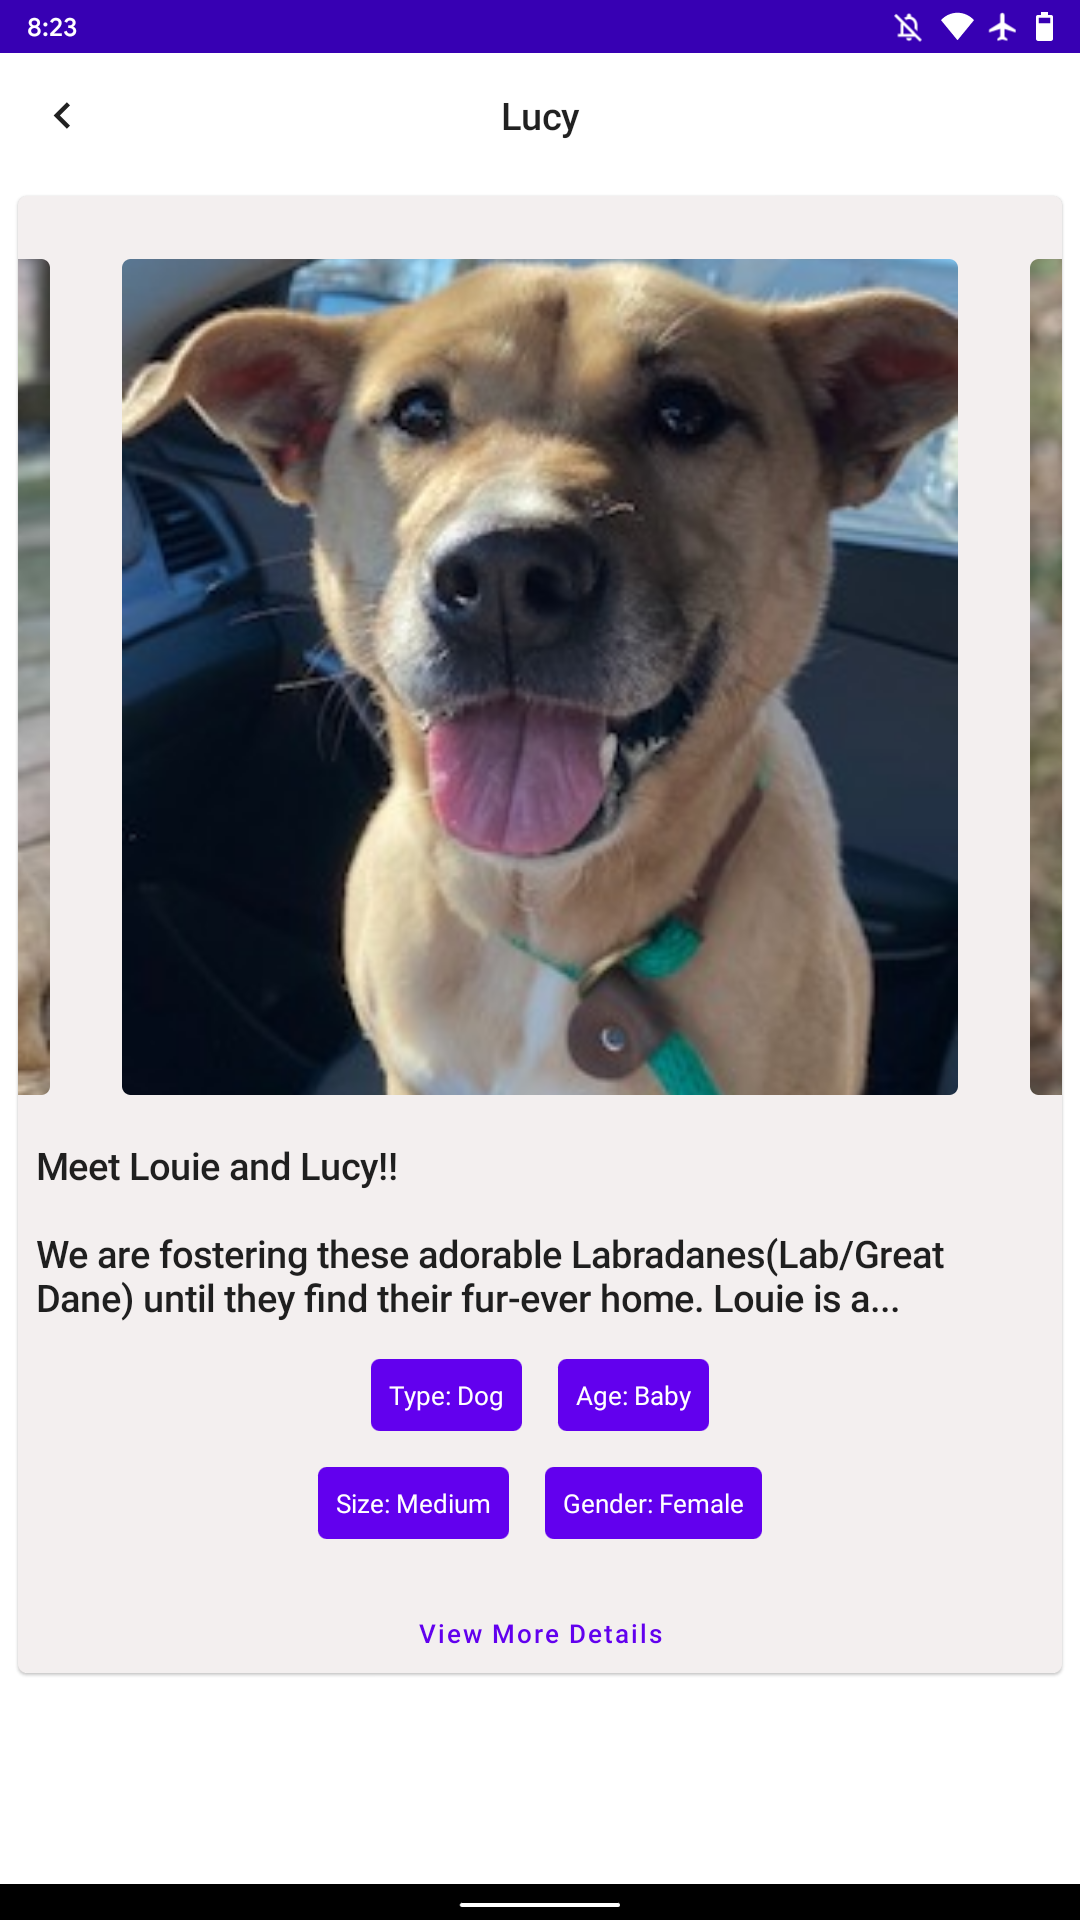 8:23
Lucy
Meet Louie and Lucy!!
We are fostering these adorable Labradanes(Lab/Great
Dane) until they find their fur-ever home. Louie is a...
Type: Dog
Age: Baby
Size: Medium
Gender: Female
View More Details